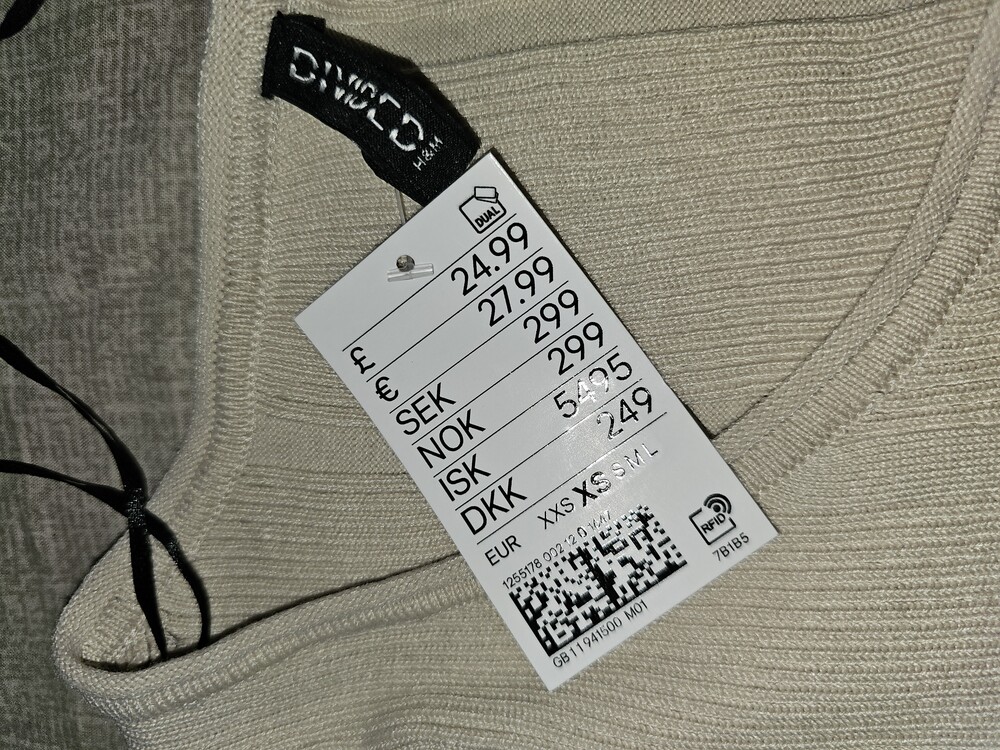 DIVIDED
H&M
DUAL
£ 24.99
€ 27.99
SEK 299
NOK 299
ISK 5495
DKK 249
EUR XXS XS S M L
1255178 002 12 0
RFID
7B1B5
GB 11941500 M01